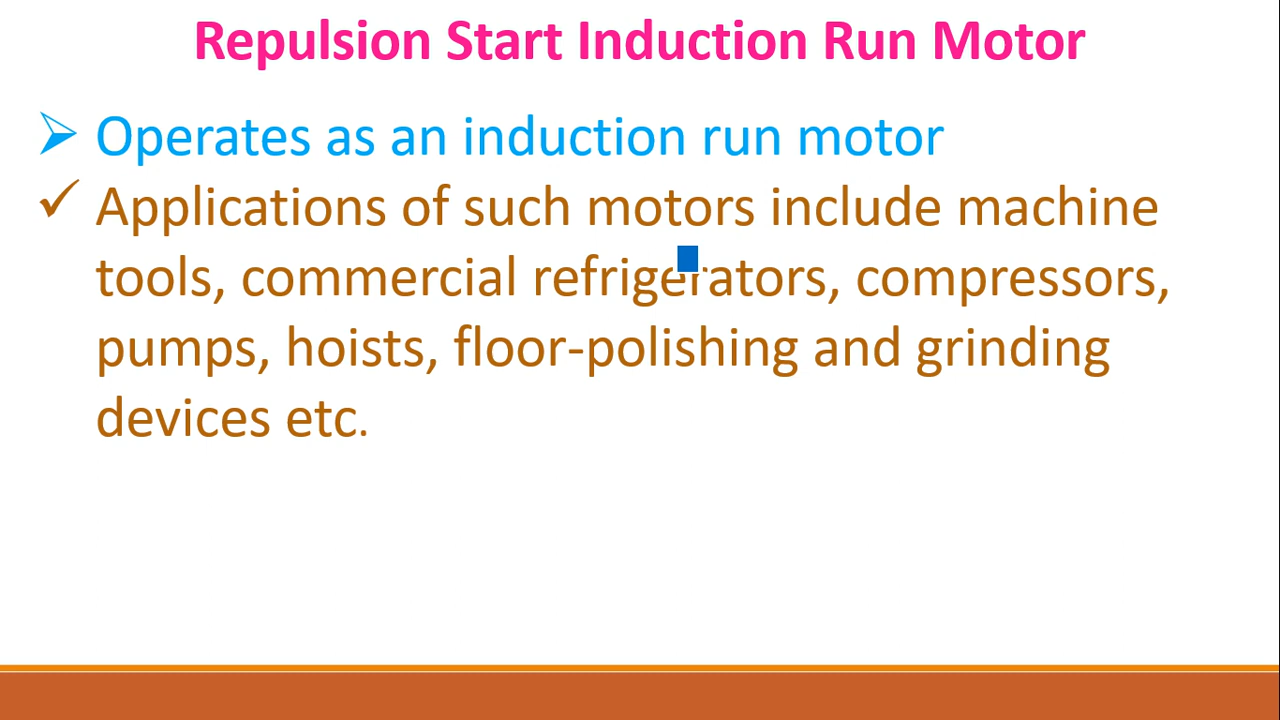 Repulsion Start Induction Run Motor
Operates as an induction run motor
Applications of such motors include machine
tools, commercial refrigerators, compressors,
pumps, hoists, floor-polishing and grinding
devices etc.